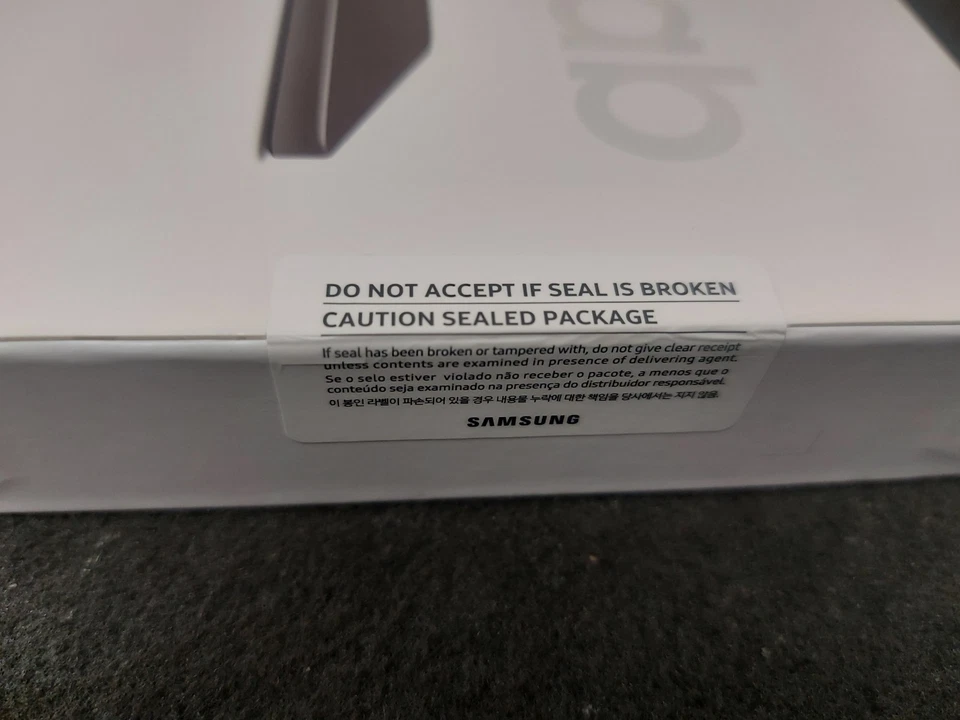 ab
DO NOT ACCEPT IF SEAL IS BROKEN
CAUTION SEALED PACKAGE
If seal has been broken or tampered with, do not give clear receipt
unless contents are examined in presence of delivering agent.
Se o selo estiver violado não receber o pacote, a menos que o
conteúdo seja examinado na presença do distribuidor responsável.
이 봉인 라벨이 파손되어 있을 경우 내용물 누락에 대한 책임을 당사에서는 지지 않음.
SAMSUNG